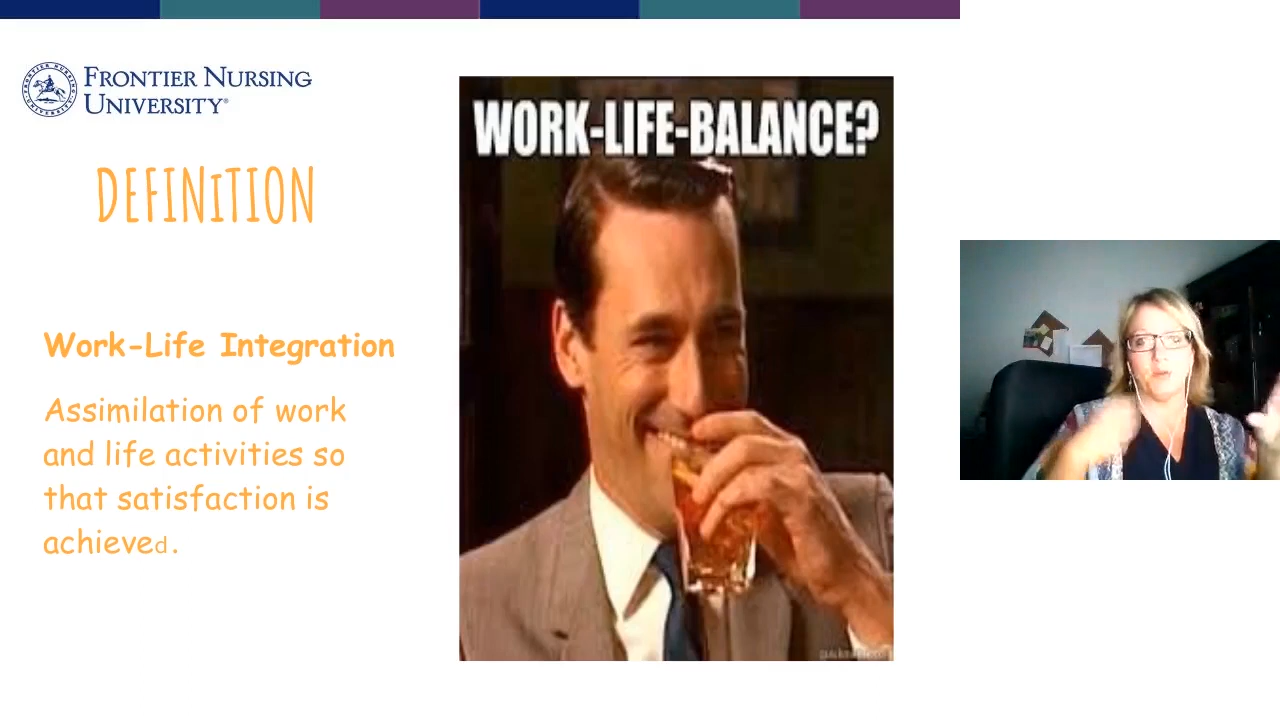 FRONTIER NURSING
UNIVERSITY®
DEFINITION
Work-Life Integration
Assimilation of work
and life activities so
that satisfaction is
achieved.
WORK-LIFE-BALANCE?